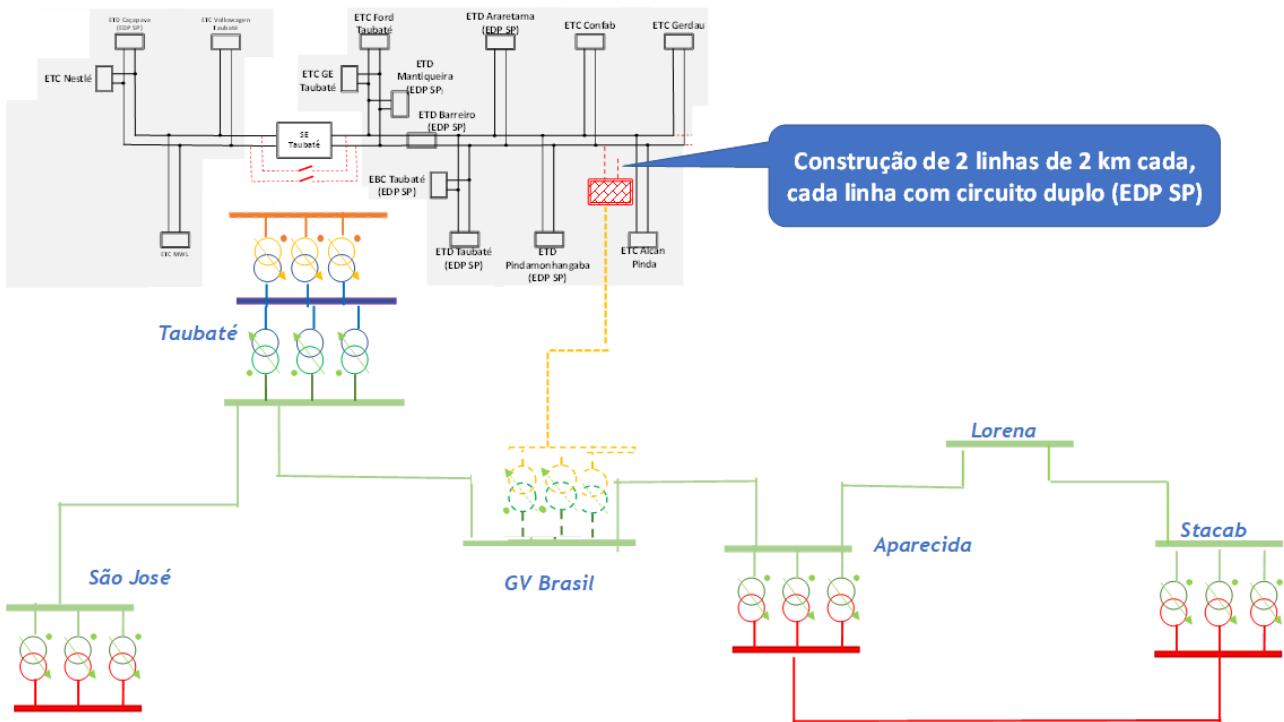 ETD Caçapava
(EDP SP)
ETC Volkswagen
Taubaté
ETC Ford
Taubaté
ETD Araretama
(EDP SP)
ETC Confab
ETC Gerdau
ETC Nestlé
ETC GE
Taubaté
ETD
Mantiqueira
(EDP SP)
ETD Barreiro
(EDP SP)
SE
Taubaté
Construção de 2 linhas de 2 km cada,
cada linha com circuito duplo (EDP SP)
EBC Taubaté
(EDP SP)
ETC MWL
ETD Taubaté
(EDP SP)
ETD
Pindamonhangaba
(EDP SP)
ETC Alcan
Pinda
Taubaté
Lorena
Stacab
Aparecida
São José
GV Brasil